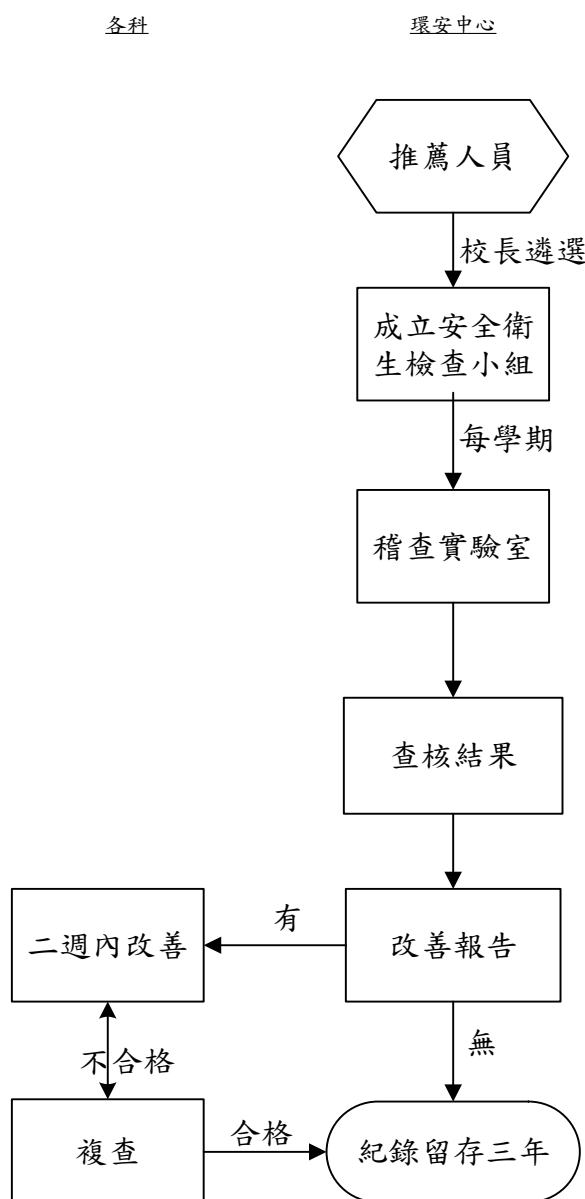 各科
環安中心
推薦人員
校長遴選
成立安全衛
生檢查小組
每學期
稽查實驗室
查核結果
改善報告
有
二週內改善
無
不合格
複查
合格
紀錄留存三年